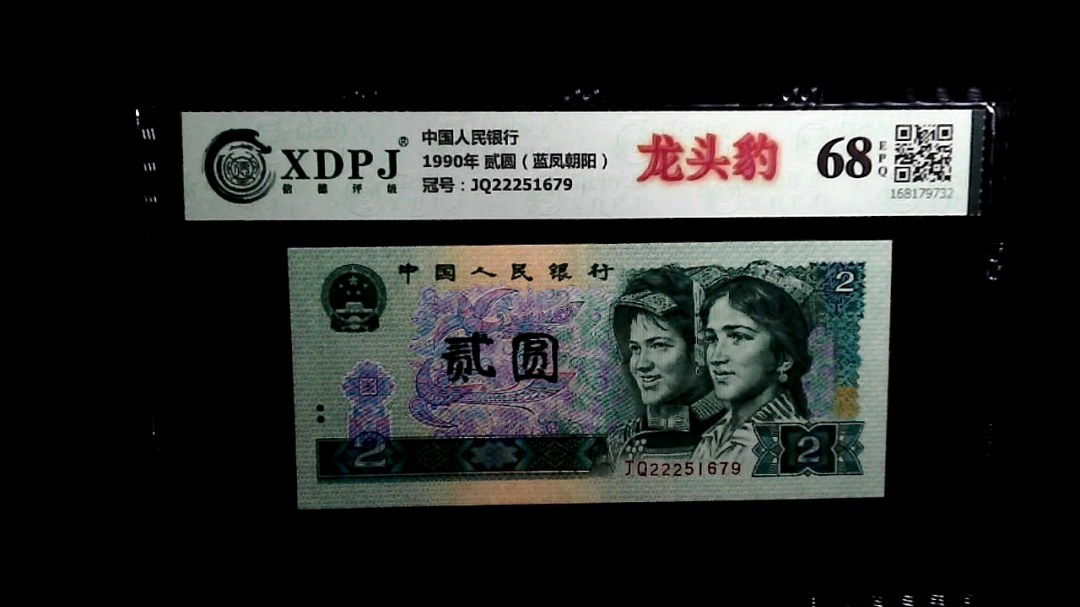 XDPJ®
信德评级
中国人民银行
1990年 贰圆（蓝凤朝阳）
冠号：JQ22251679
龙头豹
68
EPQ
168179732
中国人民银行
贰圆
2
2
JQ22251679
2